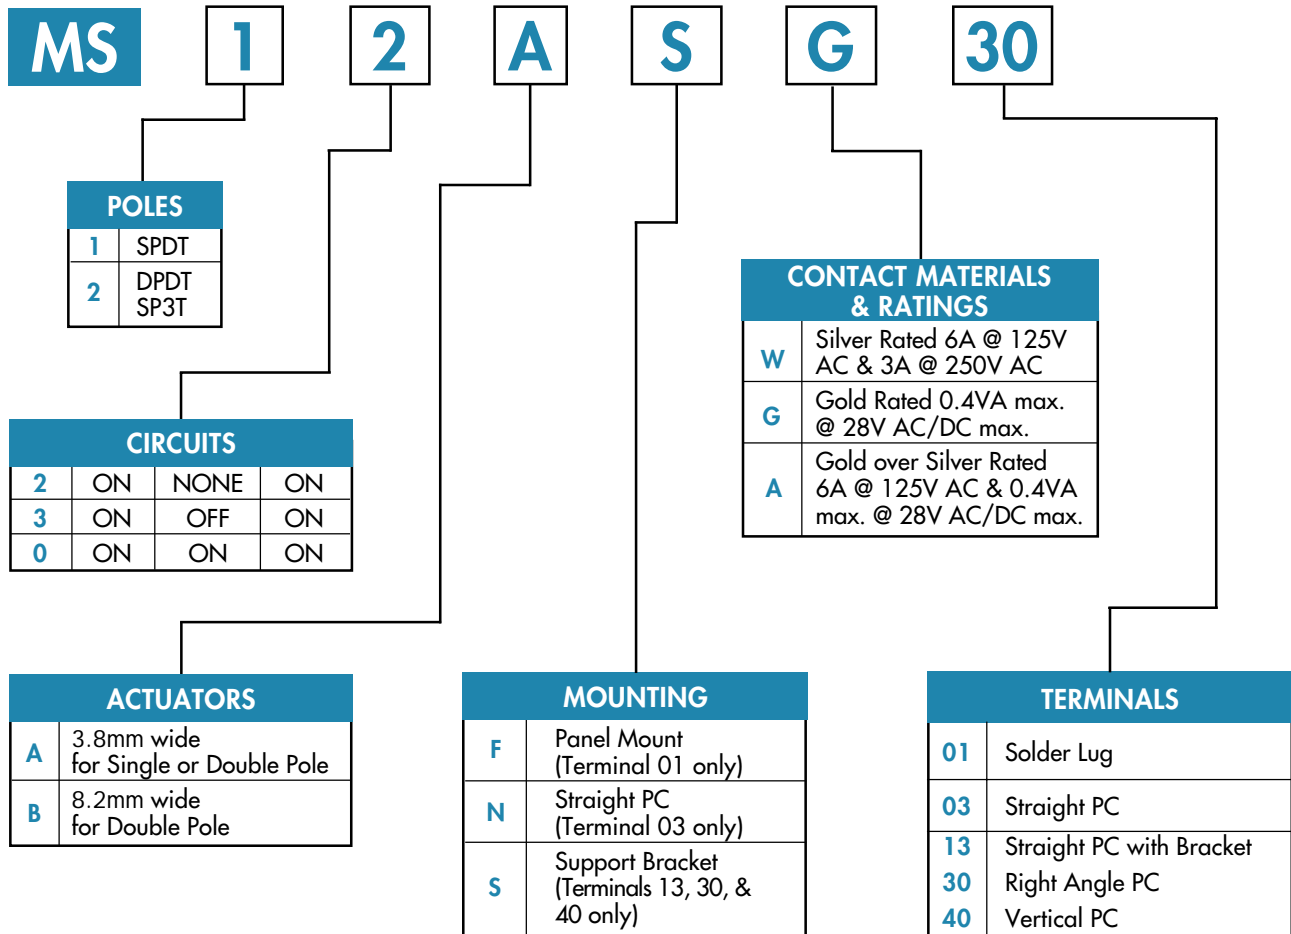 MS 1 2 A S G 30
POLES
1 SPDT
2 DPDT
SP3T
CONTACT MATERIALS
& RATINGS
W Silver Rated 6A @ 125V
AC & 3A @ 250V AC
G Gold Rated 0.4VA max.
@ 28V AC/DC max.
A Gold over Silver Rated
6A @ 125V AC & 0.4VA
max. @ 28V AC/DC max.
CIRCUITS
2 ON NONE ON
3 ON OFF ON
0 ON ON ON
ACTUATORS
A 3.8mm wide
for Single or Double Pole
B 8.2mm wide
for Double Pole
MOUNTING
F Panel Mount
(Terminal 01 only)
N Straight PC
(Terminal 03 only)
S Support Bracket
(Terminals 13, 30, &
40 only)
TERMINALS
01 Solder Lug
03 Straight PC
13 Straight PC with Bracket
30 Right Angle PC
40 Vertical PC